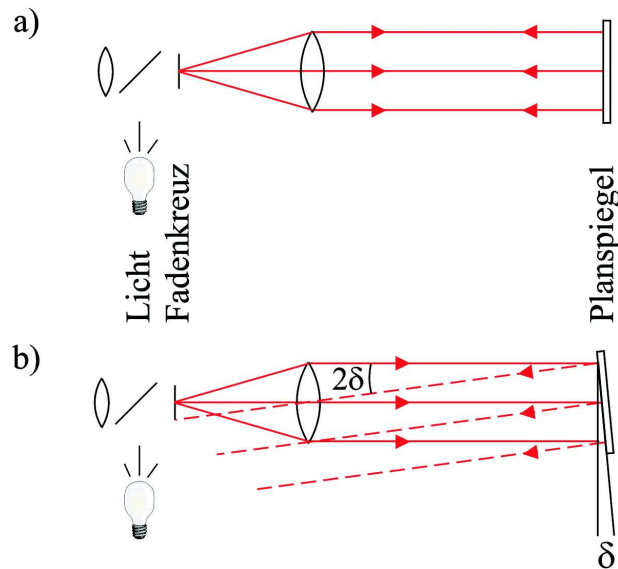 a)
Licht
Fadenkreuz
Planspiegel
b)
2δ
δ